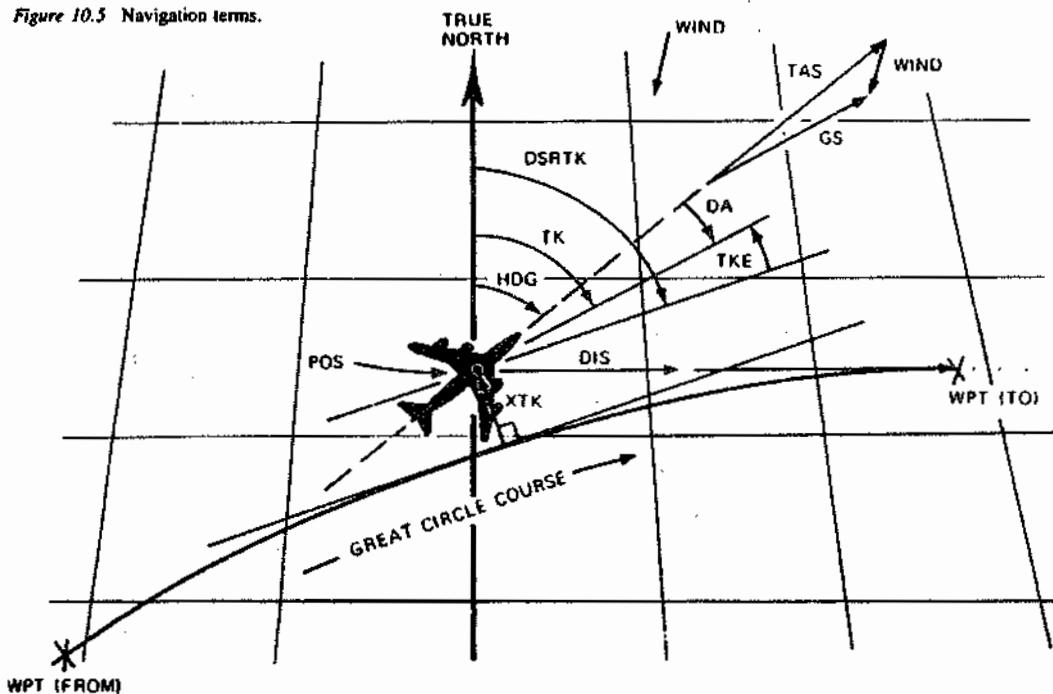 Figure 10.5 Navigation terms.
TRUE
NORTH
WIND
TAS
WIND
GS
DSRTK
DA
TK
TKE
HDG
POS
DIS
XTK
WPT (TO)
GREAT CIRCLE COURSE
WPT (FROM)